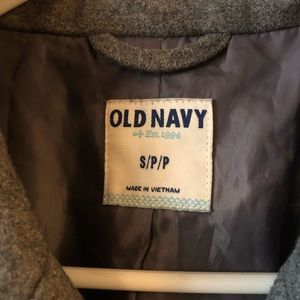 OLD NAVY
Est. 1994
S/P/P
MADE IN VIETNAM